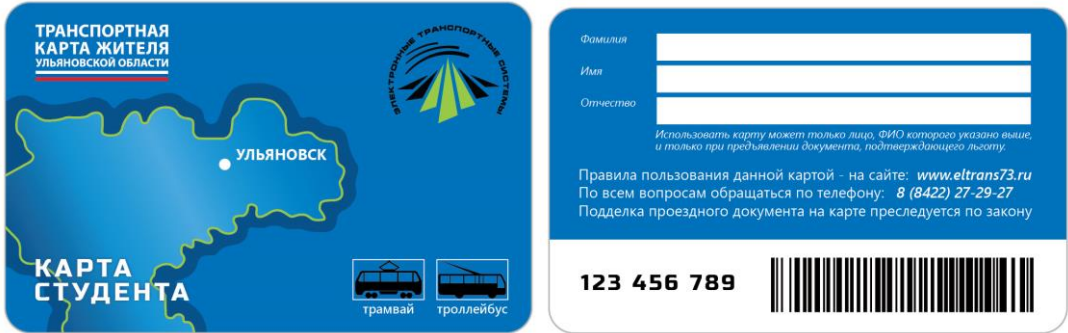 ТРАНСПОРТНАЯ
КАРТА ЖИТЕЛЯ
УЛЬЯНОВСКОЙ ОБЛАСТИ
ЭЛЕКТРОННЫЕ ТРАНСПОРТНЫЕ СИСТЕМЫ
УЛЬЯНОВСК
КАРТА
СТУДЕНТА
трамвай
троллейбус
Фамилия
Имя
Отчество
Использовать карту может только лицо, ФИО которого указано выше,
и только при предъявлении документа, подтверждающего льготу.
Правила пользования данной картой - на сайте: www.eltrans73.ru
По всем вопросам обращаться по телефону: 8 (8422) 27-29-27
Подделка проездного документа на карте преследуется по закону
123 456 789